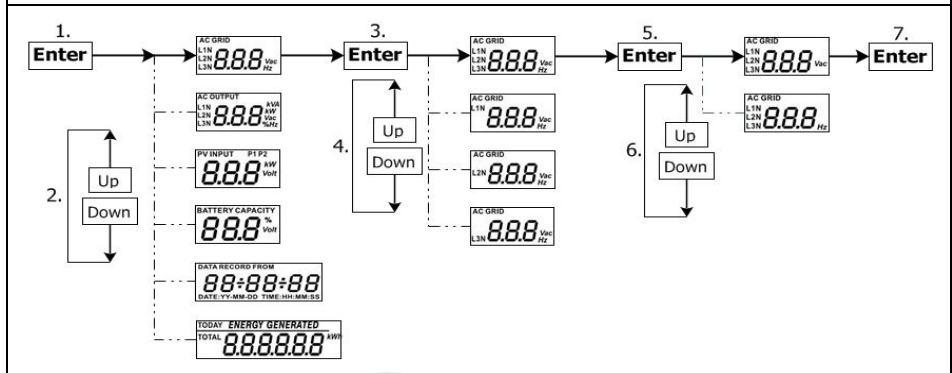 1.
Enter
2.
Up
Down
AC GRID
L1N
L2N
L3N
8.8.8 Vac
Hz
AC OUTPUT
L1N
L2N
L3N
8.8.8 kVA
kW
Vac
%Hz
PV INPUT P1 P2
8.8.8 kW
Volt
BATTERY CAPACITY
88.8 %
Volt
DATA RECORD FROM
88:88:88
DATE:YY-MM-DD TIME:HH:MM:SS
TODAY ENERGY GENERATED
TOTAL 8.8.8.8.8.8 kWh
3.
Enter
4.
Up
Down
AC GRID
L1N
L2N
L3N
8.8.8 Vac
Hz
AC GRID
L1N
8.8.8 Vac
Hz
AC GRID
L2N 8.8.8 Vac
Hz
AC GRID
L3N 8.8.8 Vac
Hz
5.
Enter
6.
Up
Down
AC GRID
L1N
L2N
L3N
8.8.8 Vac
AC GRID
L1N
L2N
L3N
8.8.8 Hz
7.
Enter